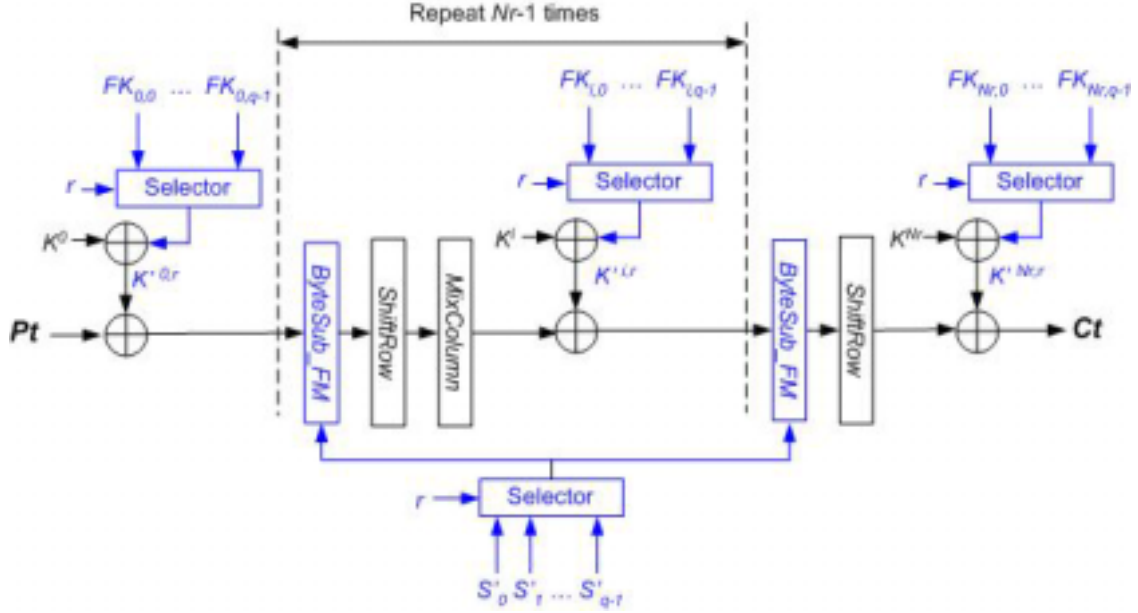 Repeat Nr-1 times
FK0,0 ... FK0,q-1
FKi,0 ... FKi,q-1
FKNr,0 ... FKNr,q-1
r Selector
r Selector
r Selector
K0
Ki
KNr
K'0,r
K'i,r
K'Nr,r
Pt
ByteSub_FM
ShiftRow
MixColumn
ByteSub_FM
ShiftRow
Ct
r Selector
S'0 S'1 ... S'q-1